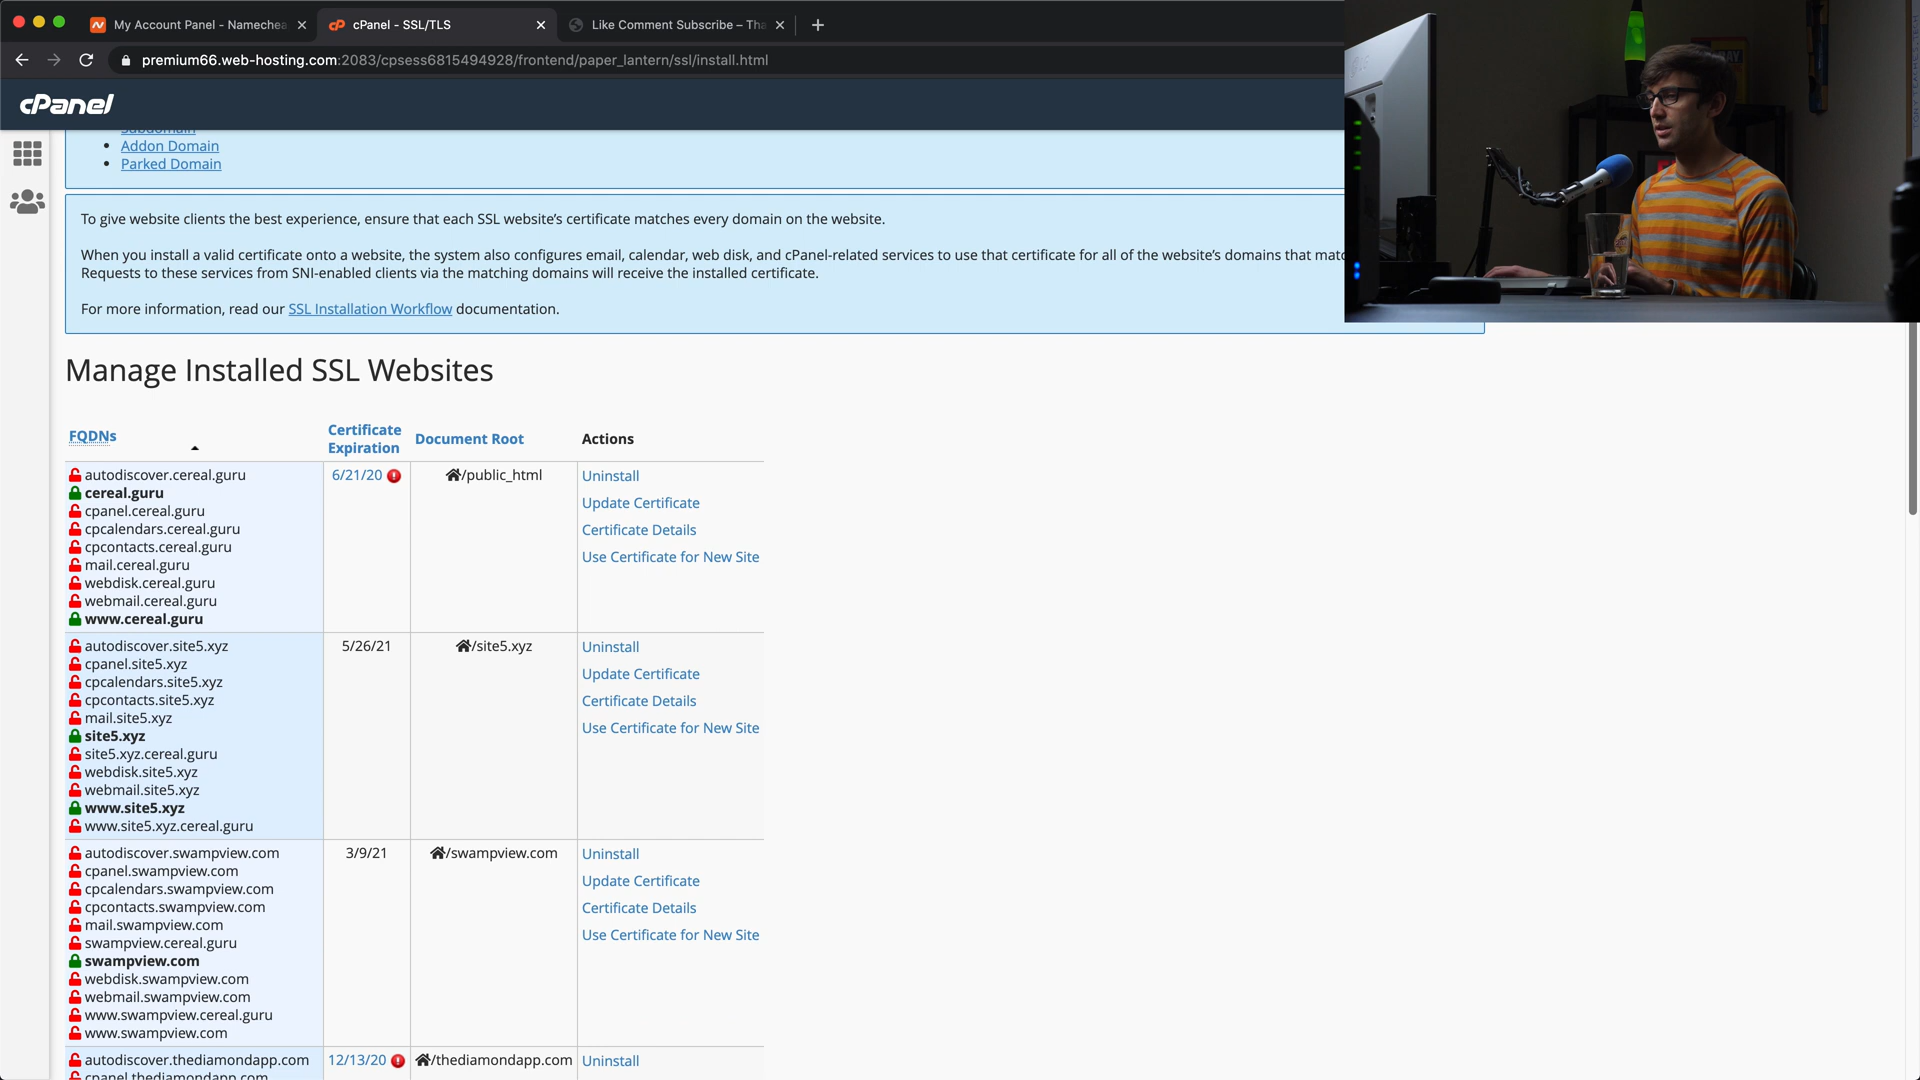 My Account Panel - Namechea
cPanel - SSL/TLS
Like Comment Subscribe – Tha
premium66.web-hosting.com:2083/cpsess6815494928/frontend/paper_lantern/ssl/install.html
cPanel
Subdomain
Addon Domain
Parked Domain
To give website clients the best experience, ensure that each SSL website’s certificate matches every domain on the website.
When you install a valid certificate onto a website, the system also configures email, calendar, web disk, and cPanel-related services to use that certificate for all of the website’s domains that matc
Requests to these services from SNI-enabled clients via the matching domains will receive the installed certificate.
For more information, read our SSL Installation Workflow documentation.
Manage Installed SSL Websites
FQDNs
Certificate Expiration
Document Root
Actions
autodiscover.cereal.guru
cereal.guru
cpanel.cereal.guru
cpcalendars.cereal.guru
cpcontacts.cereal.guru
mail.cereal.guru
webdisk.cereal.guru
webmail.cereal.guru
www.cereal.guru
6/21/20
/public_html
Uninstall
Update Certificate
Certificate Details
Use Certificate for New Site
autodiscover.site5.xyz
cpanel.site5.xyz
cpcalendars.site5.xyz
cpcontacts.site5.xyz
mail.site5.xyz
site5.xyz
site5.xyz.cereal.guru
webdisk.site5.xyz
webmail.site5.xyz
www.site5.xyz
www.site5.xyz.cereal.guru
5/26/21
/site5.xyz
Uninstall
Update Certificate
Certificate Details
Use Certificate for New Site
autodiscover.swampview.com
cpanel.swampview.com
cpcalendars.swampview.com
cpcontacts.swampview.com
mail.swampview.com
swampview.cereal.guru
swampview.com
webdisk.swampview.com
webmail.swampview.com
www.swampview.cereal.guru
www.swampview.com
3/9/21
/swampview.com
Uninstall
Update Certificate
Certificate Details
Use Certificate for New Site
autodiscover.thediamondapp.com
cpanel.thediamondapp.com
12/13/20
/thediamondapp.com
Uninstall